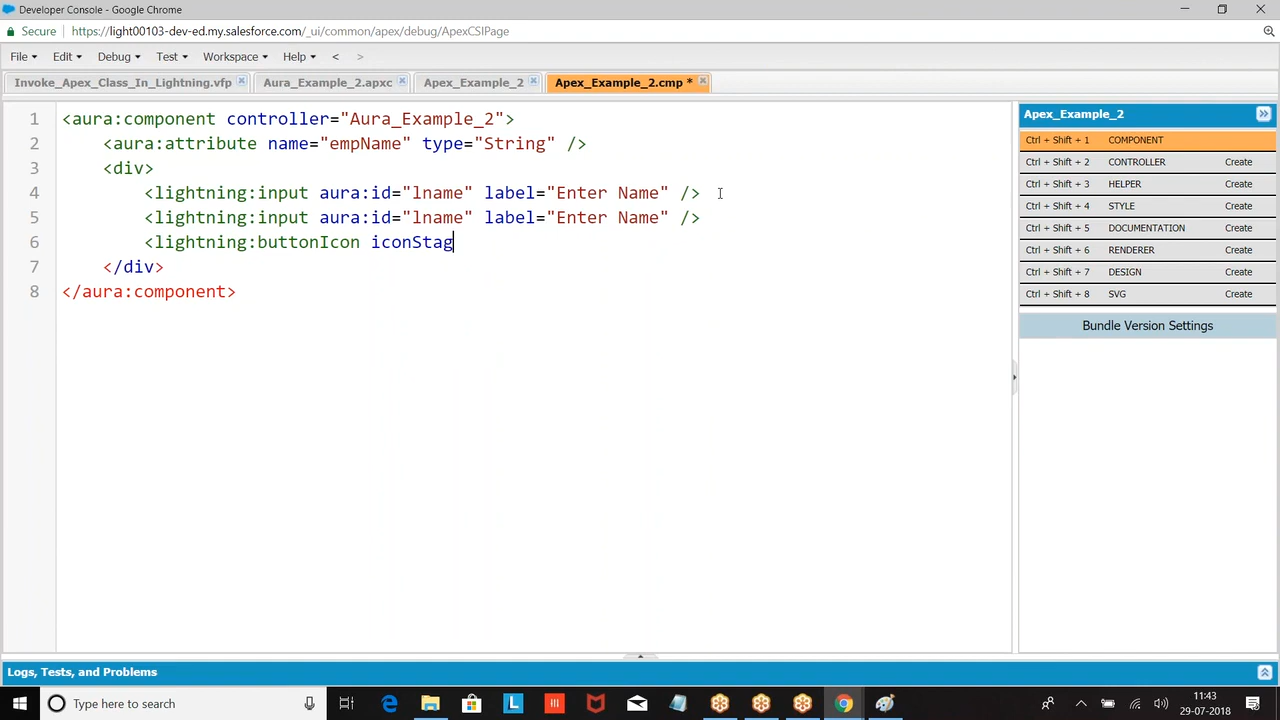 Developer Console - Google Chrome
Secure https://light00103-dev-ed.my.salesforce.com/_ui/common/apex/debug/ApexCSIPage
File Edit Debug Test Workspace Help < >
Invoke_Apex_Class_In_Lightning.vfp Aura_Example_2.apxc Apex_Example_2 Apex_Example_2.cmp *
1 <aura:component controller="Aura_Example_2">
2 <aura:attribute name="empName" type="String" />
3 <div>
4 <lightning:input aura:id="lname" label="Enter Name" />
5 <lightning:input aura:id="lname" label="Enter Name" />
6 <lightning:buttonIcon iconStag
7 </div>
8 </aura:component>
Apex_Example_2
Ctrl + Shift + 1 COMPONENT
Ctrl + Shift + 2 CONTROLLER Create
Ctrl + Shift + 3 HELPER Create
Ctrl + Shift + 4 STYLE Create
Ctrl + Shift + 5 DOCUMENTATION Create
Ctrl + Shift + 6 RENDERER Create
Ctrl + Shift + 7 DESIGN Create
Ctrl + Shift + 8 SVG Create
Bundle Version Settings
Logs, Tests, and Problems
Type here to search
11:43
29-07-2018